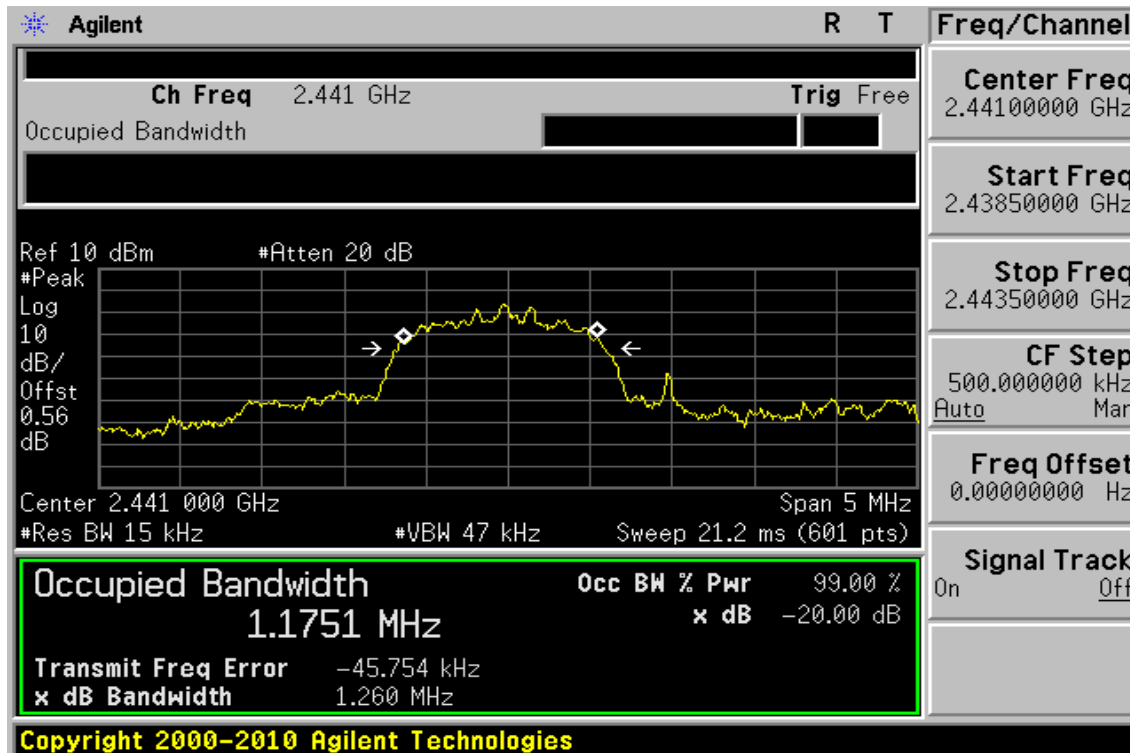 Agilent R T
Freq/Channel
Ch Freq 2.441 GHz Trig Free
Occupied Bandwidth
Center Freq
2.44100000 GHz
Start Freq
2.43850000 GHz
Stop Freq
2.44350000 GHz
CF Step
500.000000 kHz
Auto Man
Freq Offset
0.00000000 Hz
Signal Track
On Off
Ref 10 dBm #Atten 20 dB
#Peak
Log
10
dB/
Offst
0.56
dB
Center 2.441 000 GHz Span 5 MHz
#Res BW 15 kHz #VBW 47 kHz Sweep 21.2 ms (601 pts)
Occupied Bandwidth
1.1751 MHz
Occ BW % Pwr 99.00 %
x dB -20.00 dB
Transmit Freq Error -45.754 kHz
x dB Bandwidth 1.260 MHz
Copyright 2000-2010 Agilent Technologies